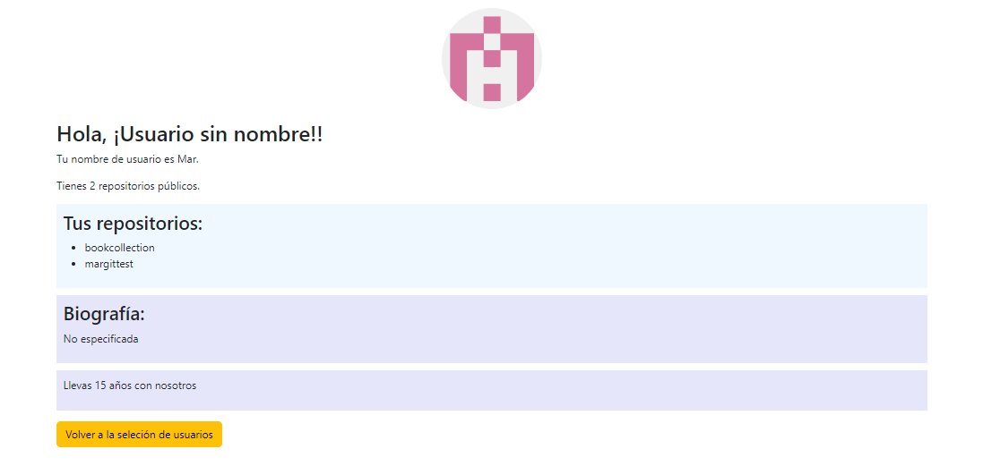 Hola, ¡Usuario sin nombre!!
Tu nombre de usuario es Mar.
Tienes 2 repositorios públicos.
Tus repositorios:
• bookcollection
• margittest
Biografía:
No especificada
Llevas 15 años con nosotros
Volver a la seleción de usuarios